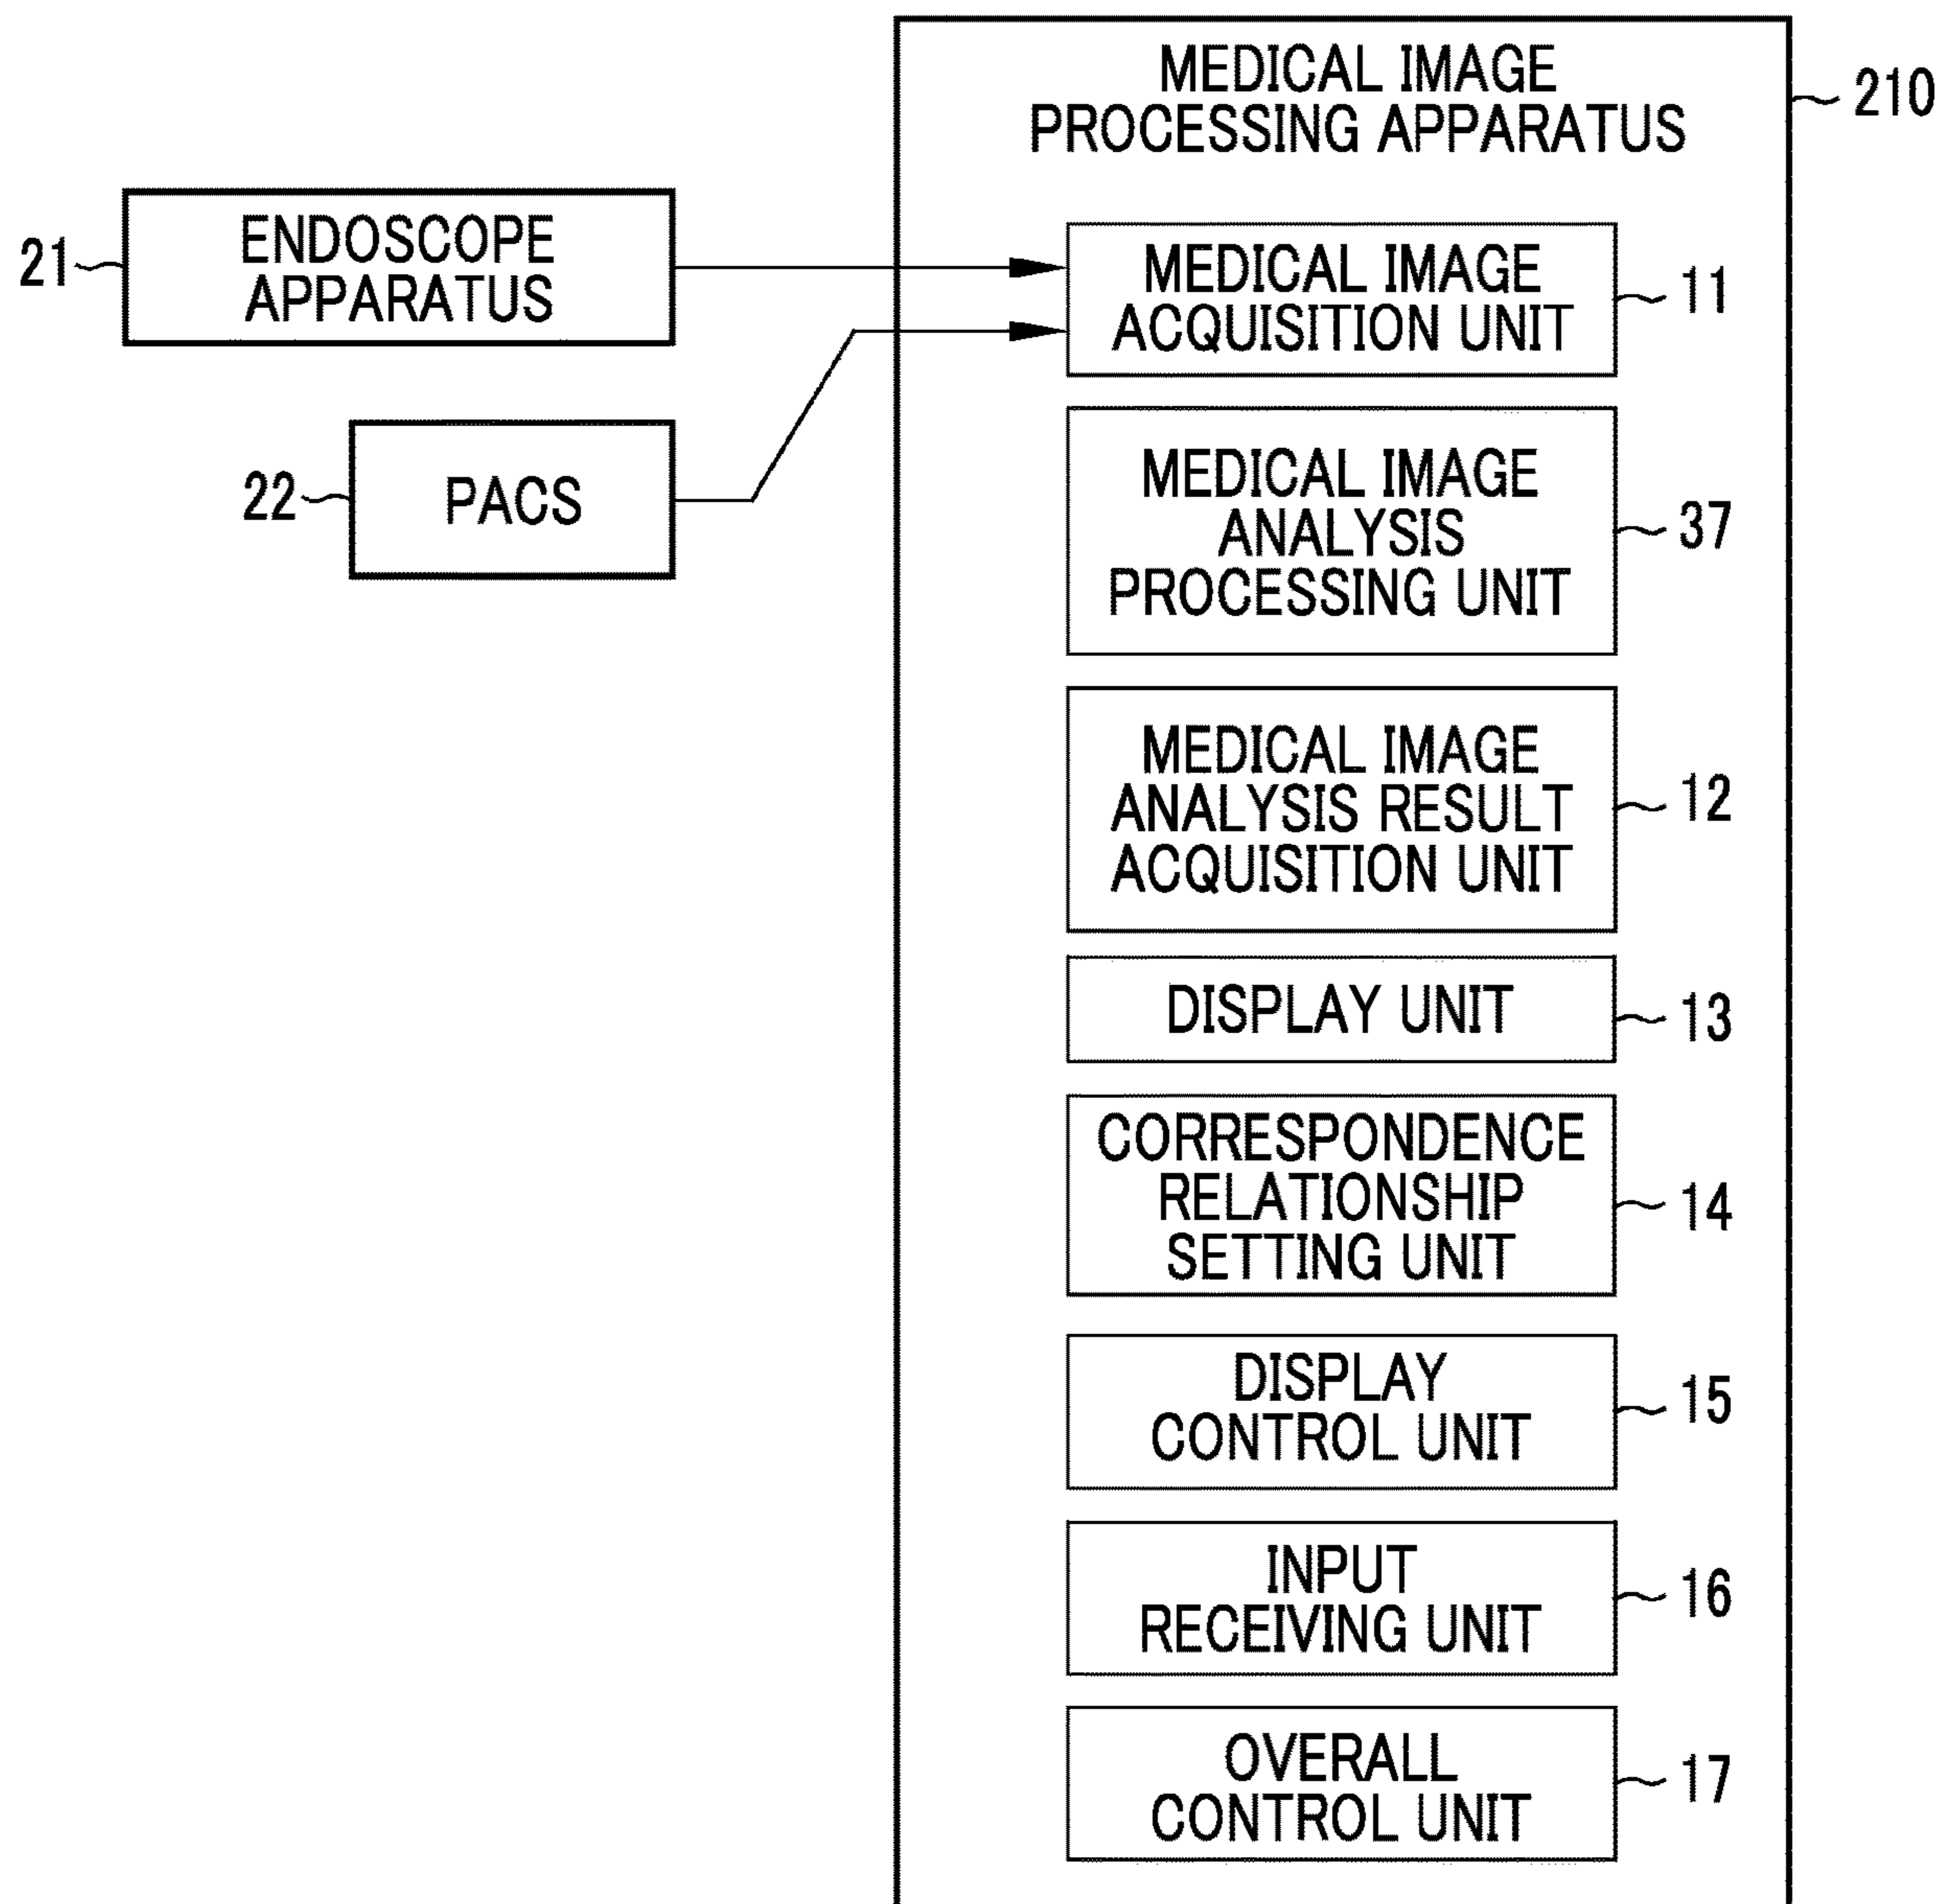 MEDICAL IMAGE
PROCESSING APPARATUS
210
21
ENDOSCOPE
APPARATUS
22
PACS
MEDICAL IMAGE
ACQUISITION UNIT
11
MEDICAL IMAGE
ANALYSIS
PROCESSING UNIT
37
MEDICAL IMAGE
ANALYSIS RESULT
ACQUISITION UNIT
12
DISPLAY UNIT
13
CORRESPONDENCE
RELATIONSHIP
SETTING UNIT
14
DISPLAY
CONTROL UNIT
15
INPUT
RECEIVING UNIT
16
OVERALL
CONTROL UNIT
17